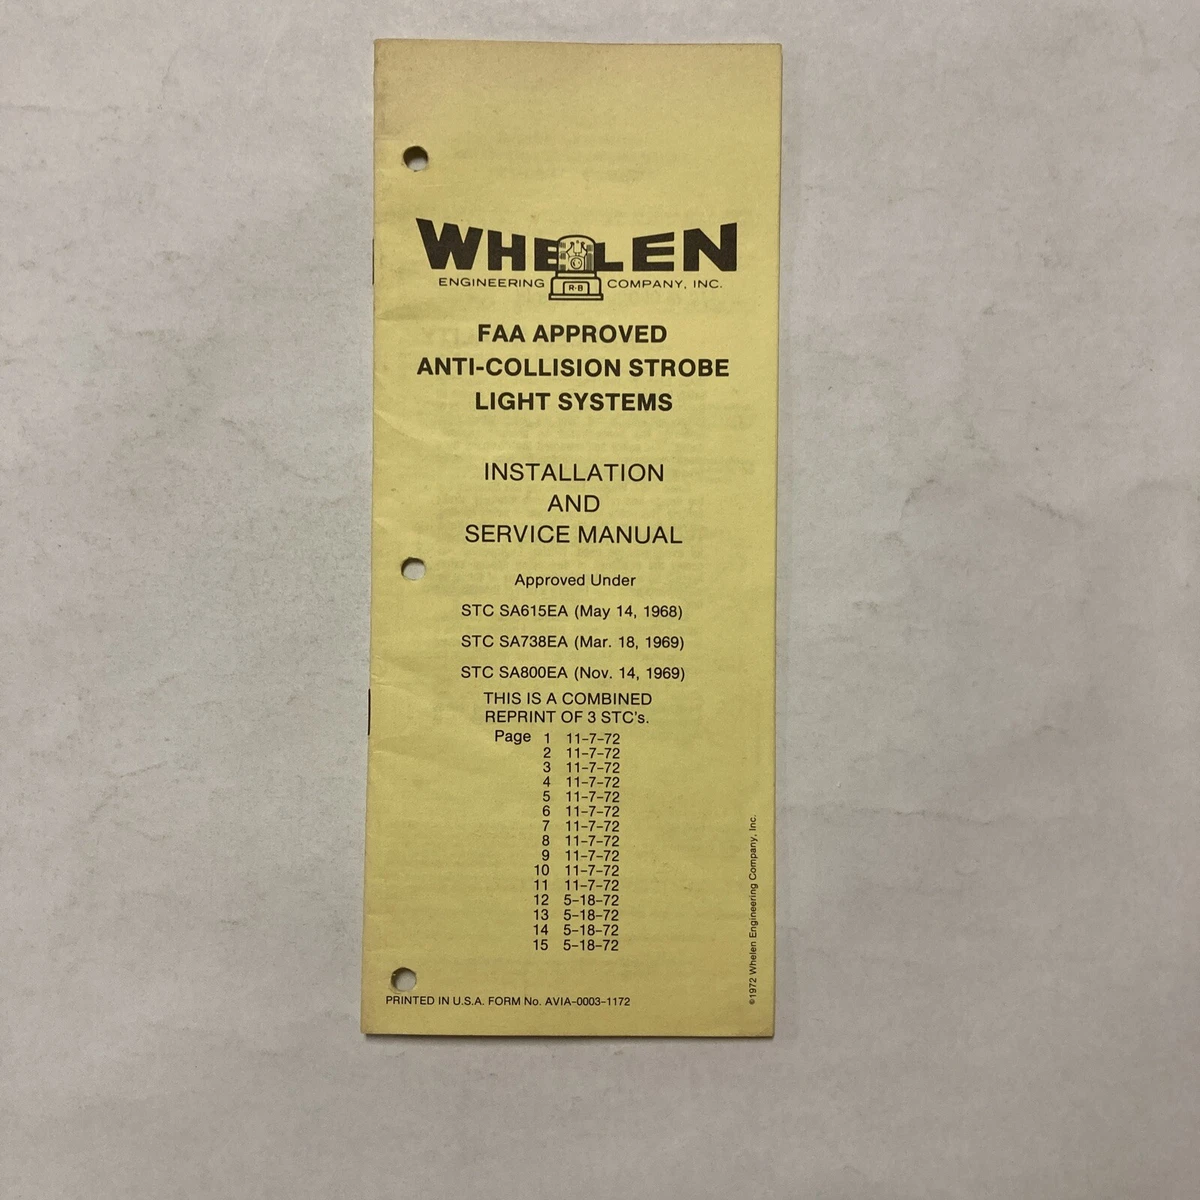 WHELEN
ENGINEERING R-B COMPANY, INC.
FAA APPROVED
ANTI-COLLISION STROBE
LIGHT SYSTEMS
INSTALLATION
AND
SERVICE MANUAL
Approved Under
STC SA615EA (May 14, 1968)
STC SA738EA (Mar. 18, 1969)
STC SA800EA (Nov. 14, 1969)
THIS IS A COMBINED
REPRINT OF 3 STC's.
Page 1 11-7-72
2 11-7-72
3 11-7-72
4 11-7-72
5 11-7-72
6 11-7-72
7 11-7-72
8 11-7-72
9 11-7-72
10 11-7-72
11 11-7-72
12 5-18-72
13 5-18-72
14 5-18-72
15 5-18-72
PRINTED IN U.S.A. FORM No. AVIA-0003-1172
©1972 Whelen Engineering Company, Inc.